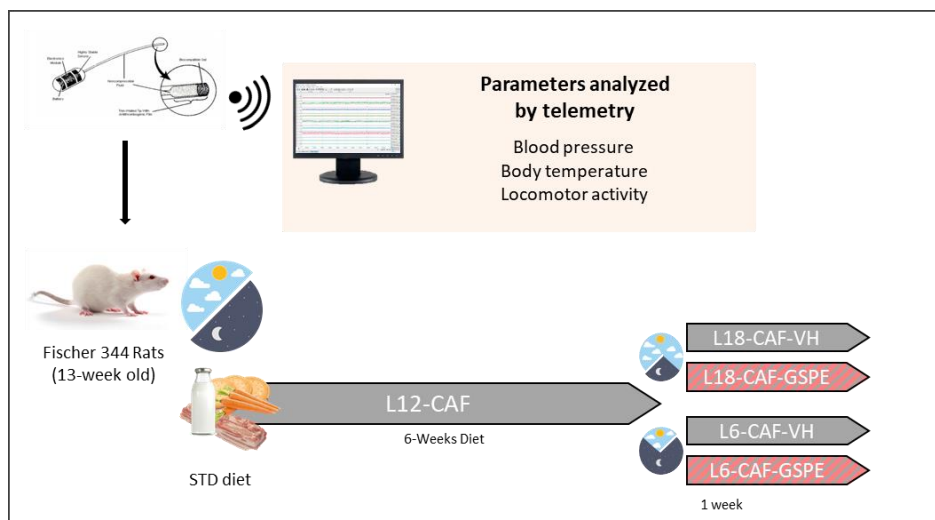 Parameters analyzed
by telemetry
Blood pressure
Body temperature
Locomotor activity
Fischer 344 Rats
(13-week old)
STD diet
L12-CAF
6-Weeks Diet
L18-CAF-VH
L18-CAF-GSPE
L6-CAF-VH
L6-CAF-GSPE
1 week